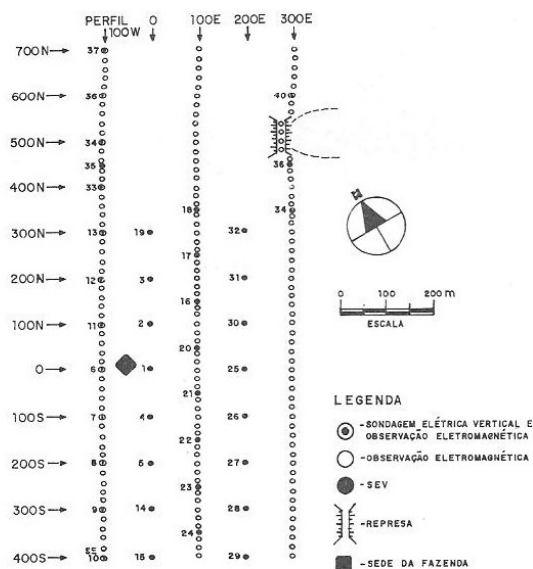 PERFIL 0 100E 200E 300E
100W
700N 37
600N 36 40
500N 34
35 36
400N 33
18 34
300N 13 19 32
17
200N 12 3 31
16
100N 11 2 30
20
0 6 1 25
21
100S 7 4 26
22
200S 8 5 27
23
300S 9 14 28
24
400S 10 15 29
N
0 100 200 m
ESCALA
LEGENDA
-SONDAGEM ELÉTRICA VERTICAL E
OBSERVAÇÃO ELETROMAGNÉTICA
-OBSERVAÇÃO ELETROMAGNÉTICA
-SEV
-REPRESA
-SEDE DA FAZENDA